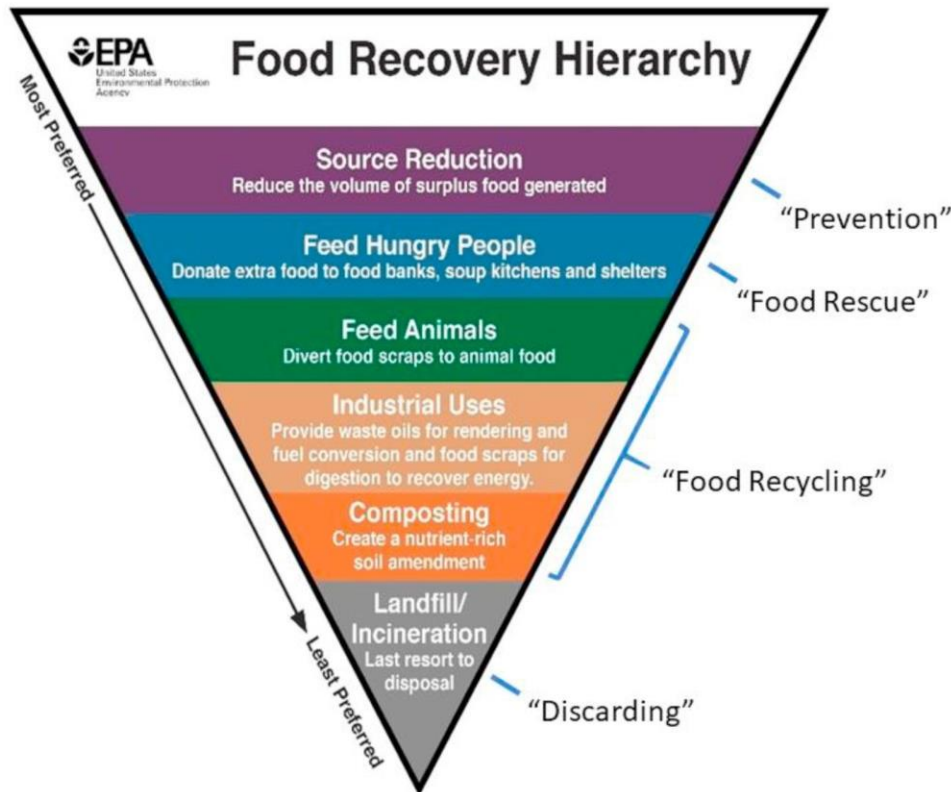 EPA
United States
Environmental Protection
Agency
Food Recovery Hierarchy
Most Preferred
Source Reduction
Reduce the volume of surplus food generated
"Prevention"
Feed Hungry People
Donate extra food to food banks, soup kitchens and shelters
"Food Rescue"
Feed Animals
Divert food scraps to animal food
Industrial Uses
Provide waste oils for rendering and
fuel conversion and food scraps for
digestion to recover energy.
"Food Recycling"
Composting
Create a nutrient-rich
soil amendment
Landfill/
Incineration
Last resort to
disposal
"Discarding"
Least Preferred